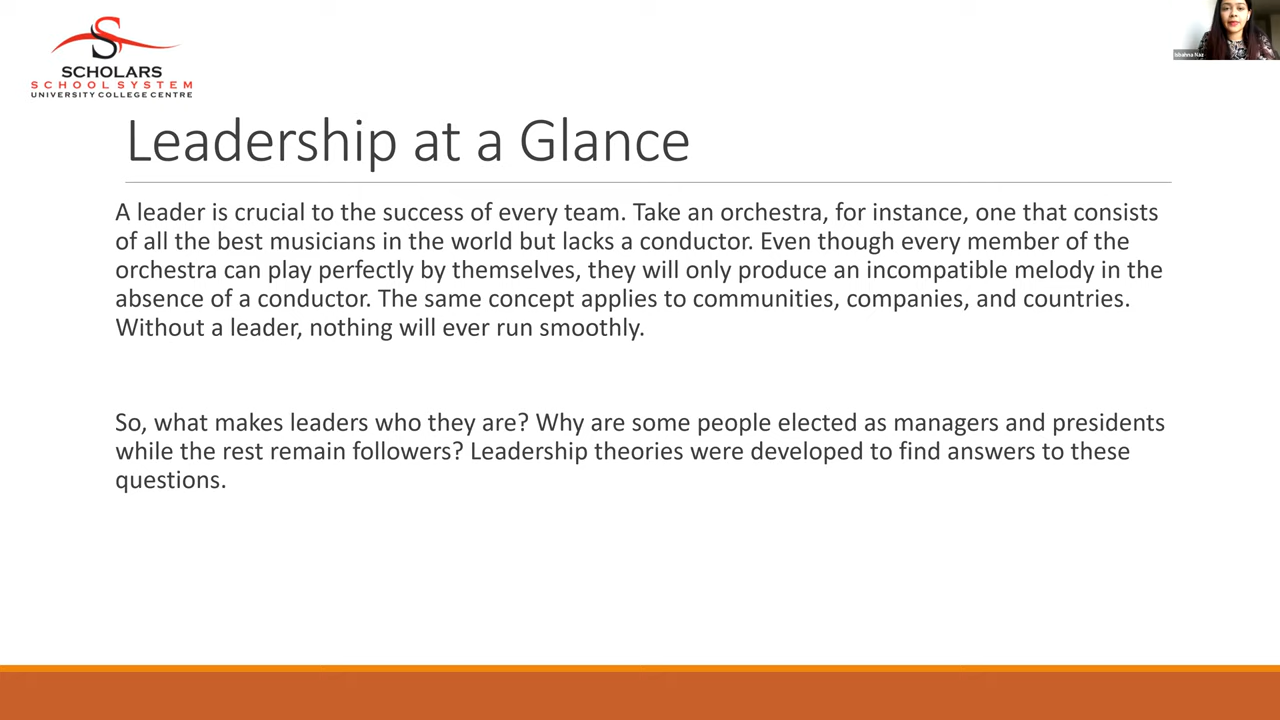 S
SCHOLARS
SCHOOL SYSTEM
UNIVERSITY COLLEGE CENTRE
Leadership at a Glance
A leader is crucial to the success of every team. Take an orchestra, for instance, one that consists
of all the best musicians in the world but lacks a conductor. Even though every member of the
orchestra can play perfectly by themselves, they will only produce an incompatible melody in the
absence of a conductor. The same concept applies to communities, companies, and countries.
Without a leader, nothing will ever run smoothly.
So, what makes leaders who they are? Why are some people elected as managers and presidents
while the rest remain followers? Leadership theories were developed to find answers to these
questions.